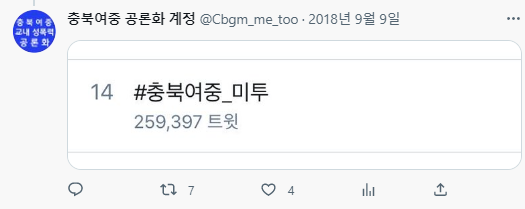 충북여중
교내 성폭력
공론화
충북여중 공론화 계정 @Cbgm_me_too · 2018년 9월 9일
14 #충북여중_미투
259,397 트윗
7 4